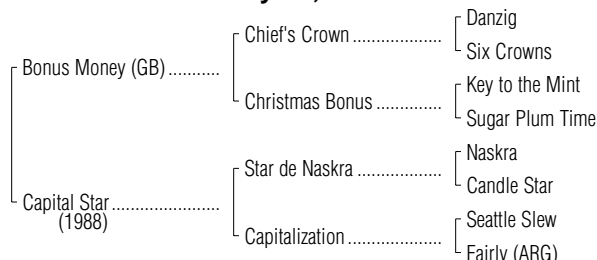 Danzig
Chief's Crown ..................
Six Crowns
Bonus Money (GB) ..........
Key to the Mint
Christmas Bonus ................
Sugar Plum Time
Naskra
Star de Naskra .................
Candle Star
Capital Star .....................
(1988)
Seattle Slew
Capitalization ....................
Fairly (ARG)